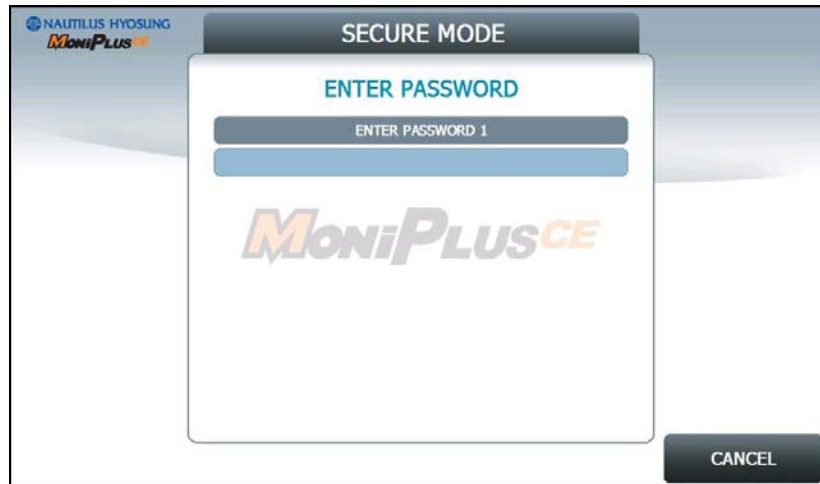 NAUTILUS HYOSUNG
MONiPLUSCE
SECURE MODE
ENTER PASSWORD
ENTER PASSWORD 1
MONiPLUSCE
CANCEL